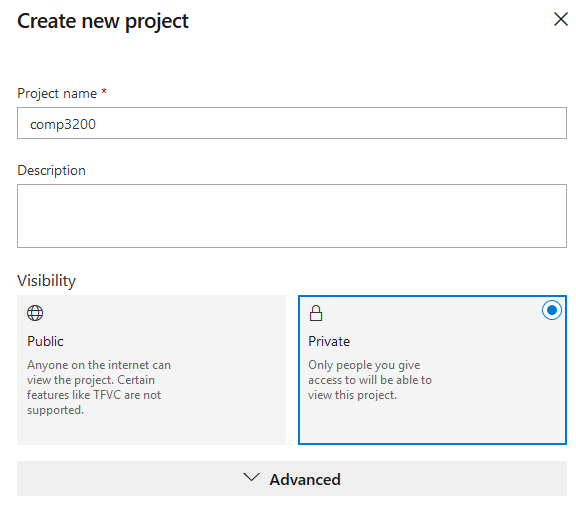 Create new project
Project name *
comp3200
Description
Visibility
Public
Anyone on the internet can
view the project. Certain
features like TFVC are not
supported.
Private
Only people you give
access to will be able to
view this project.
Advanced